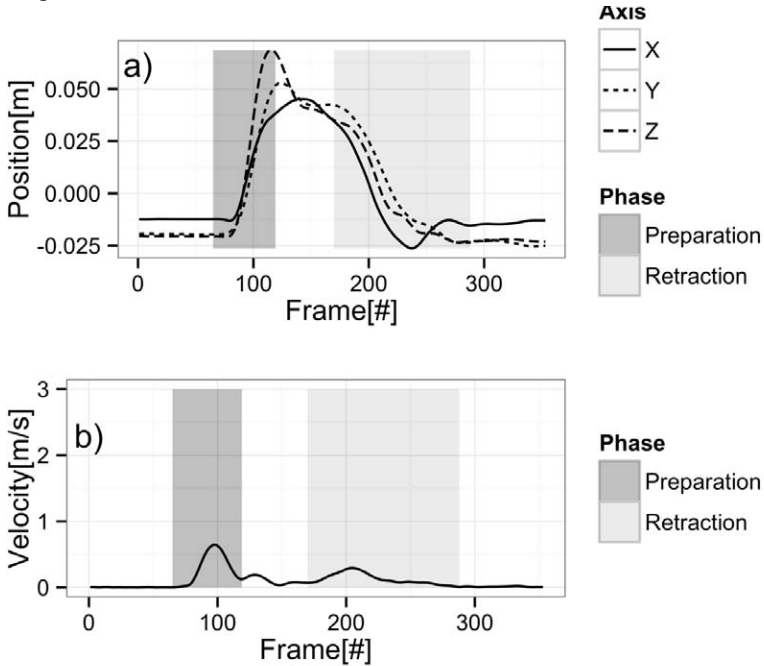 Axis
a)
X
Y
Z
Position[m]
0.050
0.025
0.000
-0.025
0
100
200
300
Frame[#]
Phase
Preparation
Retraction
b)
Velocity[m/s]
3
2
1
0
0
100
200
300
Frame[#]
Phase
Preparation
Retraction